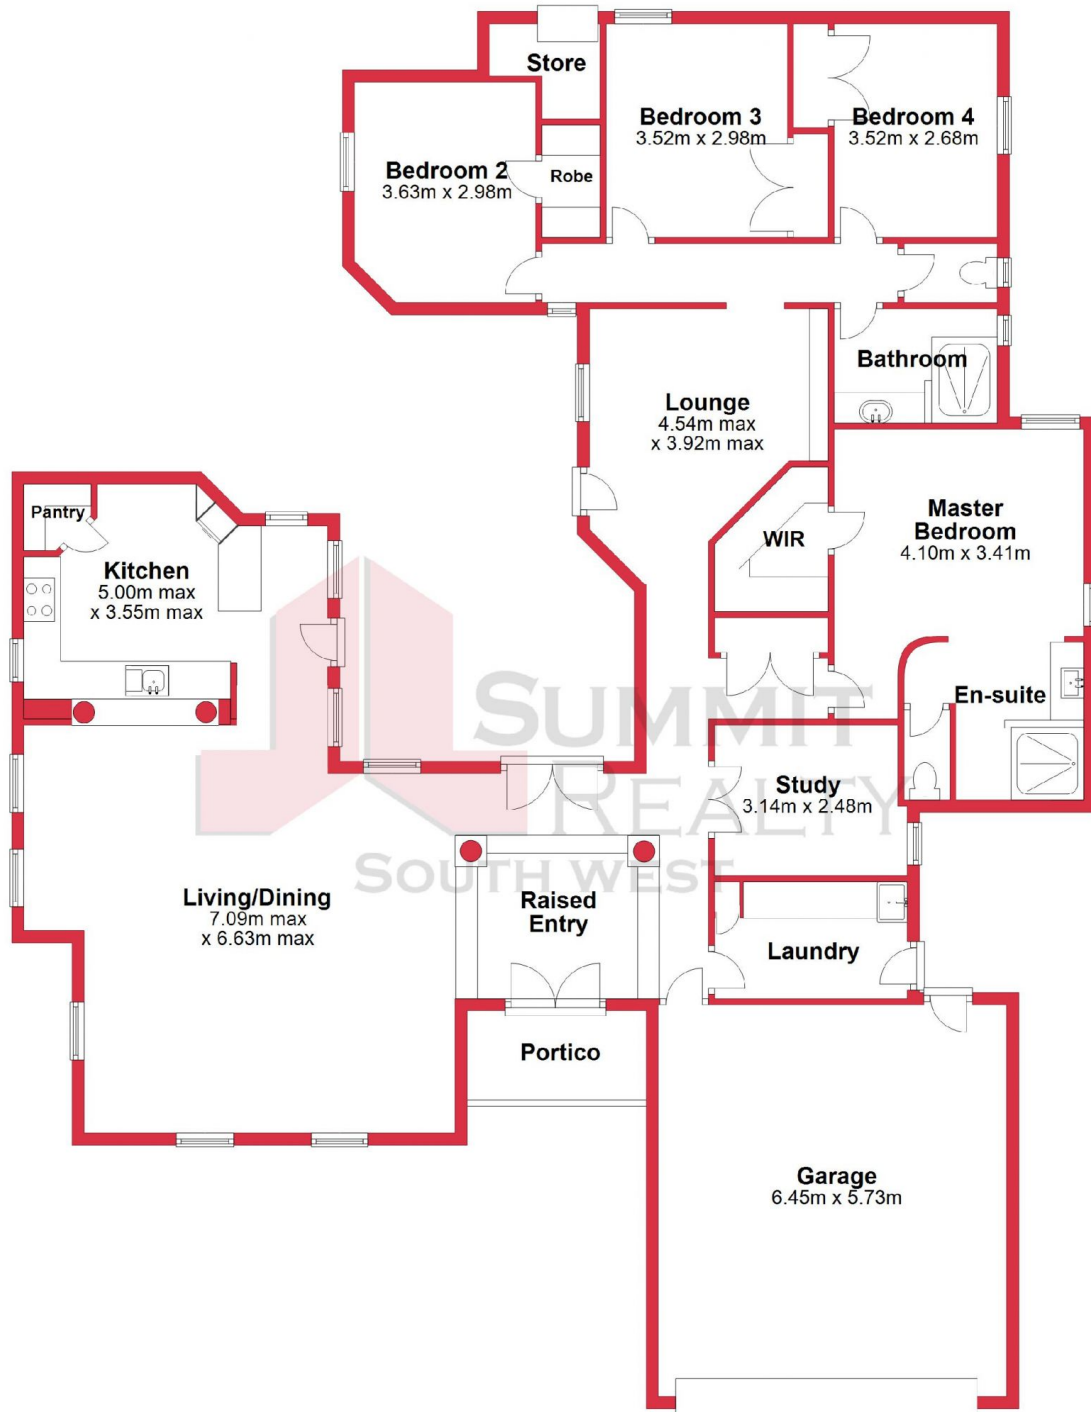 Store
Bedroom 3
3.52m x 2.98m
Bedroom 4
3.52m x 2.68m
Bedroom 2
3.63m x 2.98m
Robe
Bathroom
Lounge
4.54m max
x 3.92m max
Pantry
Kitchen
5.00m max
x 3.55m max
WIR
Master
Bedroom
4.10m x 3.41m
En-suite
SUMMIT
REALTY
SOUTH WEST
Study
3.14m x 2.48m
Living/Dining
7.09m max
x 6.63m max
Raised
Entry
Laundry
Portico
Garage
6.45m x 5.73m